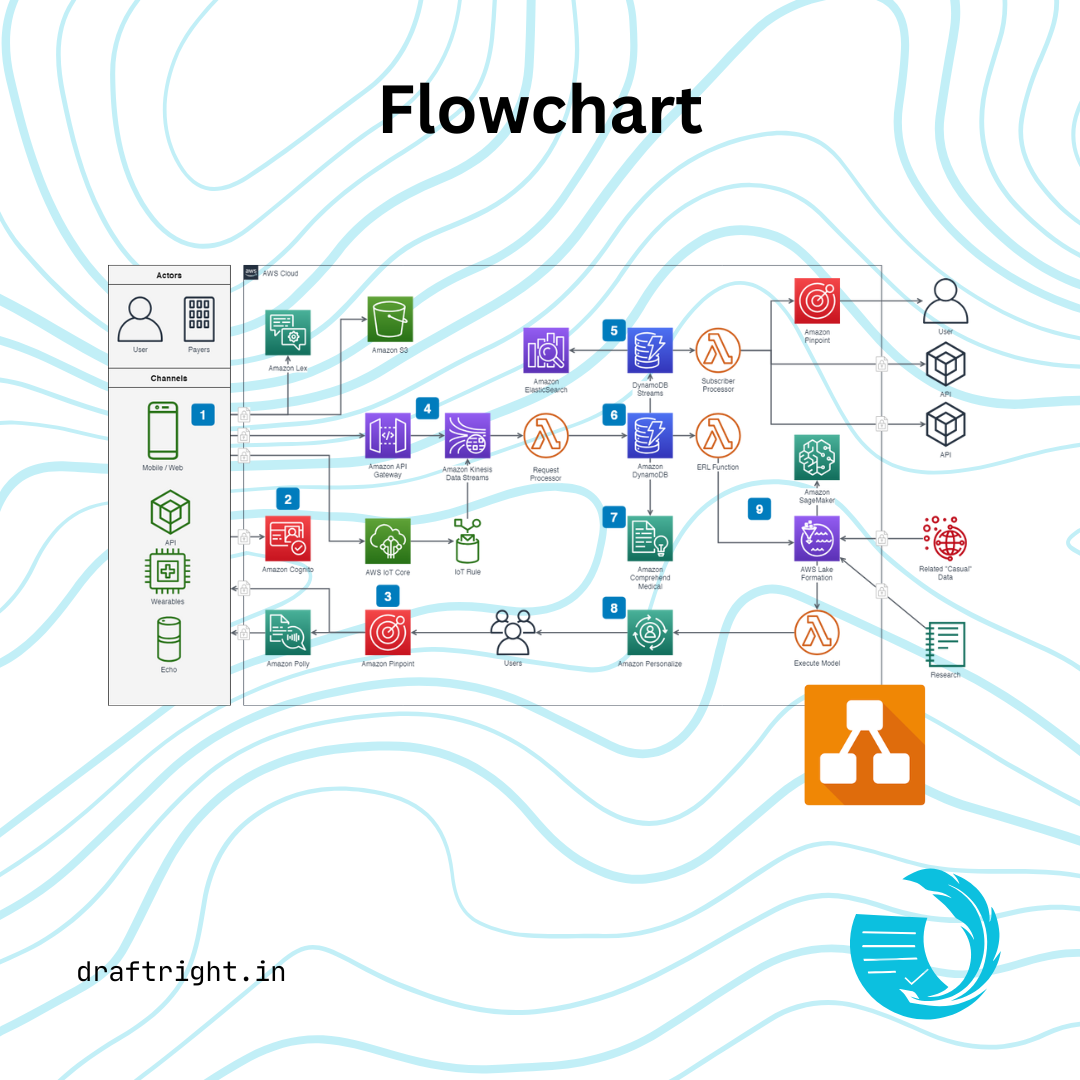 Flowchart
Actors
User
Payers
Channels
1
Mobile / Web
API
Wearables
Echo
aws
AWS Cloud
Amazon Lex
Amazon S3
4
Amazon API
Gateway
Amazon Kinesis
Data Streams
Request
Processor
2
Amazon Cognito
AWS IoT Core
IoT Rule
3
Amazon Polly
Amazon Pinpoint
Users
Amazon
ElasticSearch
5
DynamoDB
Streams
Subscriber
Processor
6
Amazon
DynamoDB
ERL Function
7
Amazon
Comprehend
Medical
8
Amazon Personalize
Amazon
Pinpoint
Amazon
SageMaker
9
AWS Lake
Formation
Execute Model
User
API
API
Related "Casual"
Data
Research
draftright.in